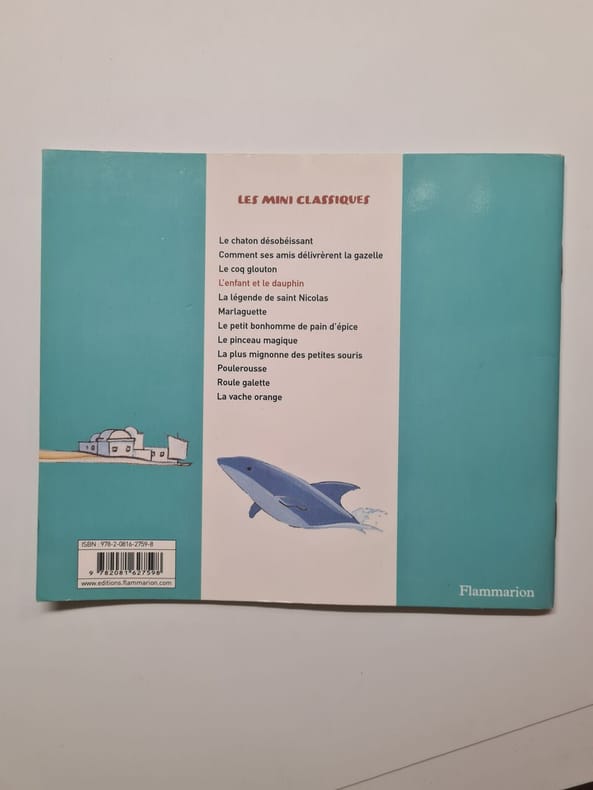 LES MINI CLASSIQUES
Le chaton désobéissant
Comment ses amis délivrèrent la gazelle
Le coq glouton
L'enfant et le dauphin
La légende de saint Nicolas
Marlaguette
Le petit bonhomme de pain d'épice
Le pinceau magique
La plus mignonne des petites souris
Poulerousse
Roule galette
La vache orange
ISBN : 978-2-0816-2759-8
9 782081 627598
www.editions.flammarion.com
Flammarion